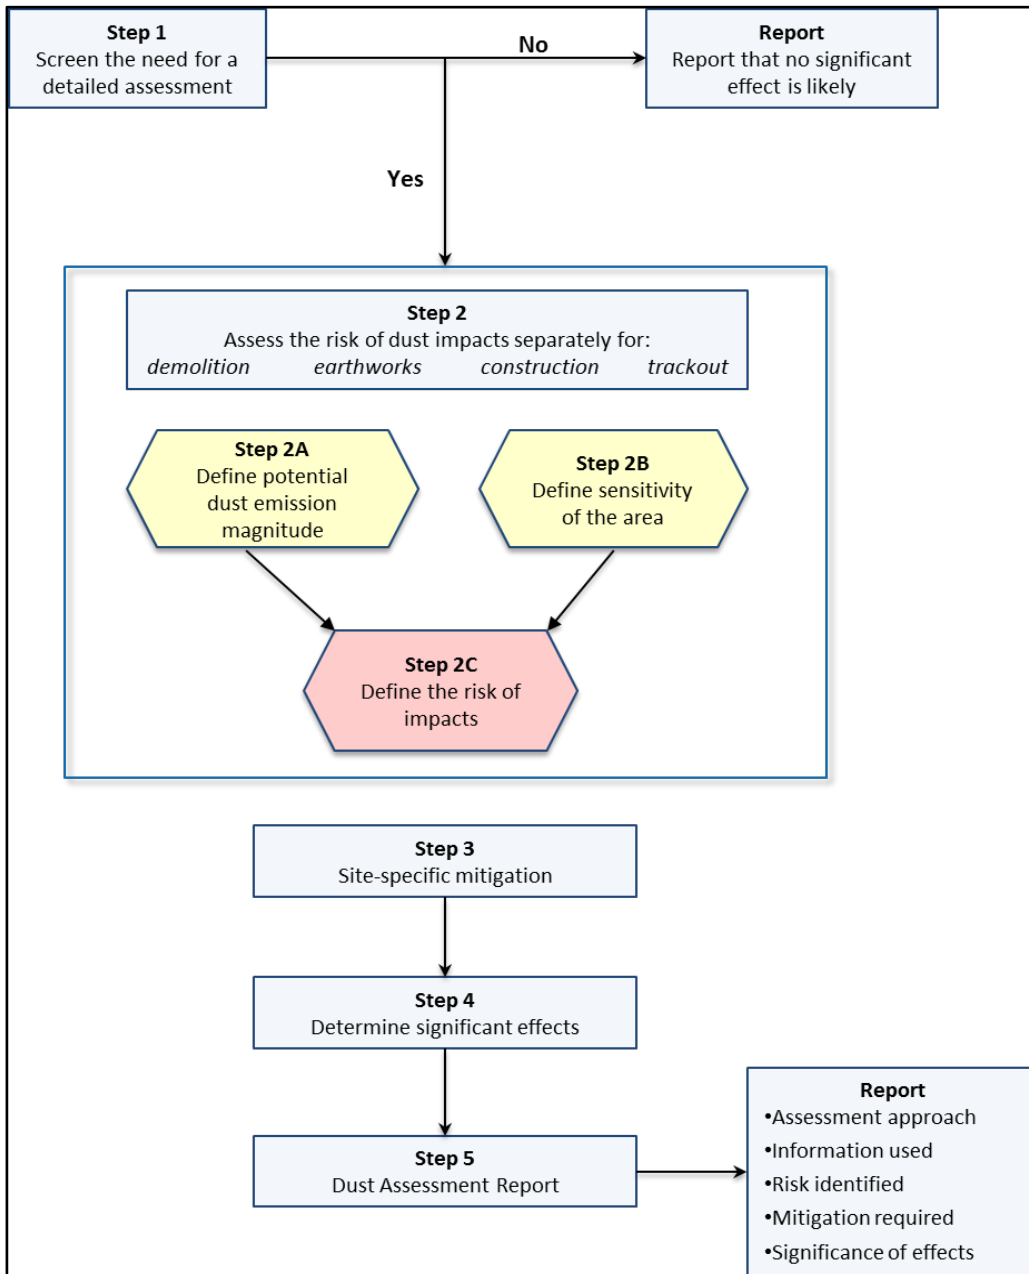 Step 1
Screen the need for a
detailed assessment
No
Report
Report that no significant
effect is likely
Yes
Step 2
Assess the risk of dust impacts separately for:
demolition earthworks construction trackout
Step 2A
Define potential
dust emission
magnitude
Step 2B
Define sensitivity
of the area
Step 2C
Define the risk of
impacts
Step 3
Site-specific mitigation
Step 4
Determine significant effects
Step 5
Dust Assessment Report
Report
•Assessment approach
•Information used
•Risk identified
•Mitigation required
•Significance of effects